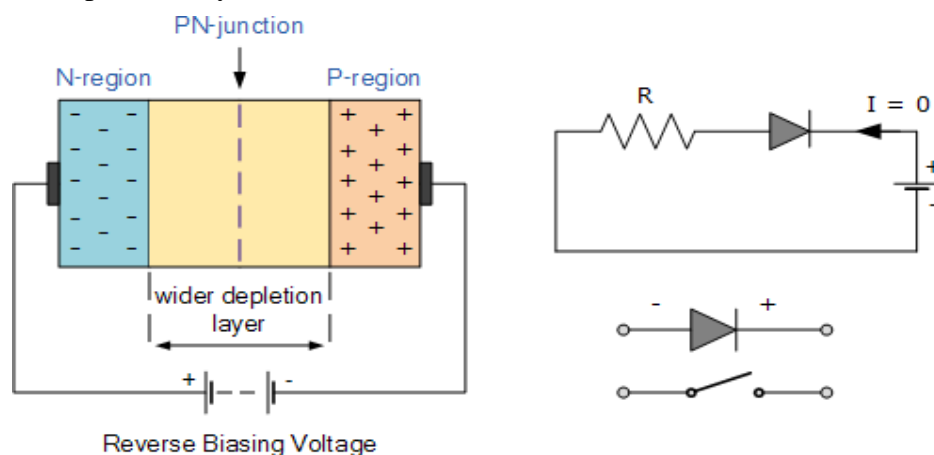 PN-junction
N-region
P-region
wider depletion
layer
+ -
Reverse Biasing Voltage
R
I = 0
+
-
- +